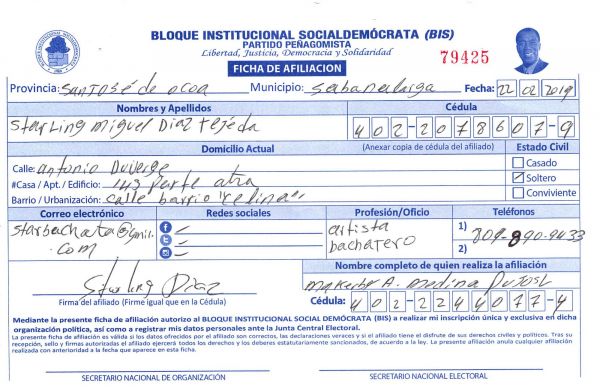 BLOQUE INSTITUCIONAL SOCIALDEMÓCRATA (BIS)
PARTIDO PEÑAGOMISTA
Libertad, Justicia, Democracia y Solidaridad
FICHA DE AFILIACION
79425
Provincia: San José de ocoa Municipio: Sabana larga Fecha: 22 02 2019
Nombres y Apellidos Cédula
Starling Miguel Diaz Tejeda 402-2078607-9
Domicilio Actual (Anexar copia de cédula del afiliado) Estado Civil
Calle: antonio Duverge Casado
#Casa / Apt. / Edificio: 143 Parte atra Soltero
Barrio / Urbanización: calle barrio Conviviente
Correo electrónico Redes sociales Profesión/Oficio Teléfonos
starbachata@gmil. artista 1) 809-890-9433
.com bachatero 2)
Nombre completo de quien realiza la afiliación
Starling Diaz A. medina
Firma del afiliado (Firme igual que en la Cédula) Cédula: 402-2244077-4
Mediante la presente ficha de afiliación autorizo al BLOQUE INSTITUCIONAL SOCIAL DEMÓCRATA (BIS) a realizar mi inscripción única y exclusiva en dicha
organización política, así como a registrar mis datos personales ante la Junta Central Electoral.
La presente ficha de afiliación es válida si los datos ofrecidos por el afiliado son correctos, las declaraciones veraces y si el afiliado tiene el disfrute de sus derechos civiles y políticos. Tras su
recepción, sello y firmas autorizadas el afiliado ejercerá todos los derechos y los deberes estatutariamente sancionados, de acuerdo a la ley. La presente afiliación anula cualquier afiliación
realizada con anterioridad a la fecha que aparece en esta ficha.
SECRETARIO NACIONAL DE ORGANIZACIÓN SECRETARIO NACIONAL ELECTORAL